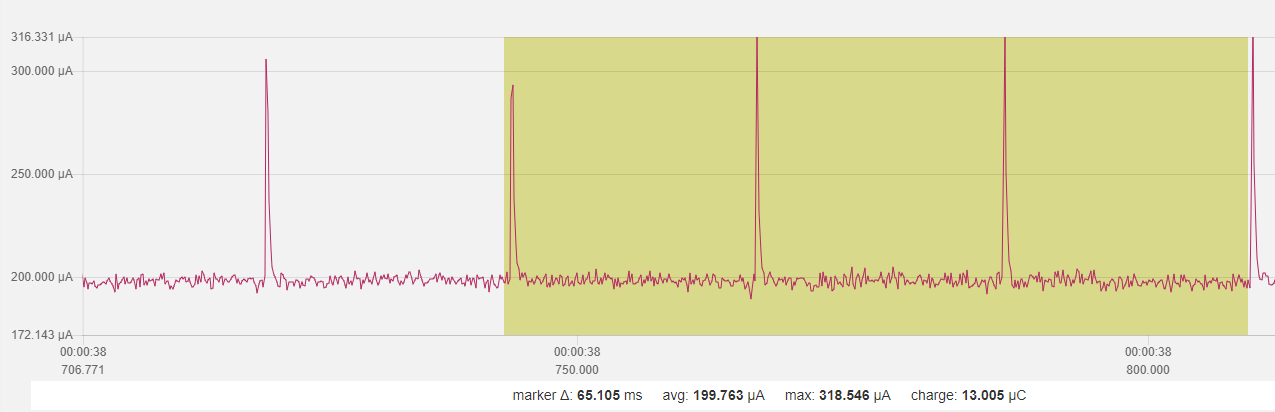 316.331 µA
300.000 µA
250.000 µA
200.000 µA
172.143 µA
00:00:38 00:00:38 00:00:38
706.771 750.000 800.000
marker Δ: 65.105 ms avg: 199.763 µA max: 318.546 µA charge: 13.005 µC